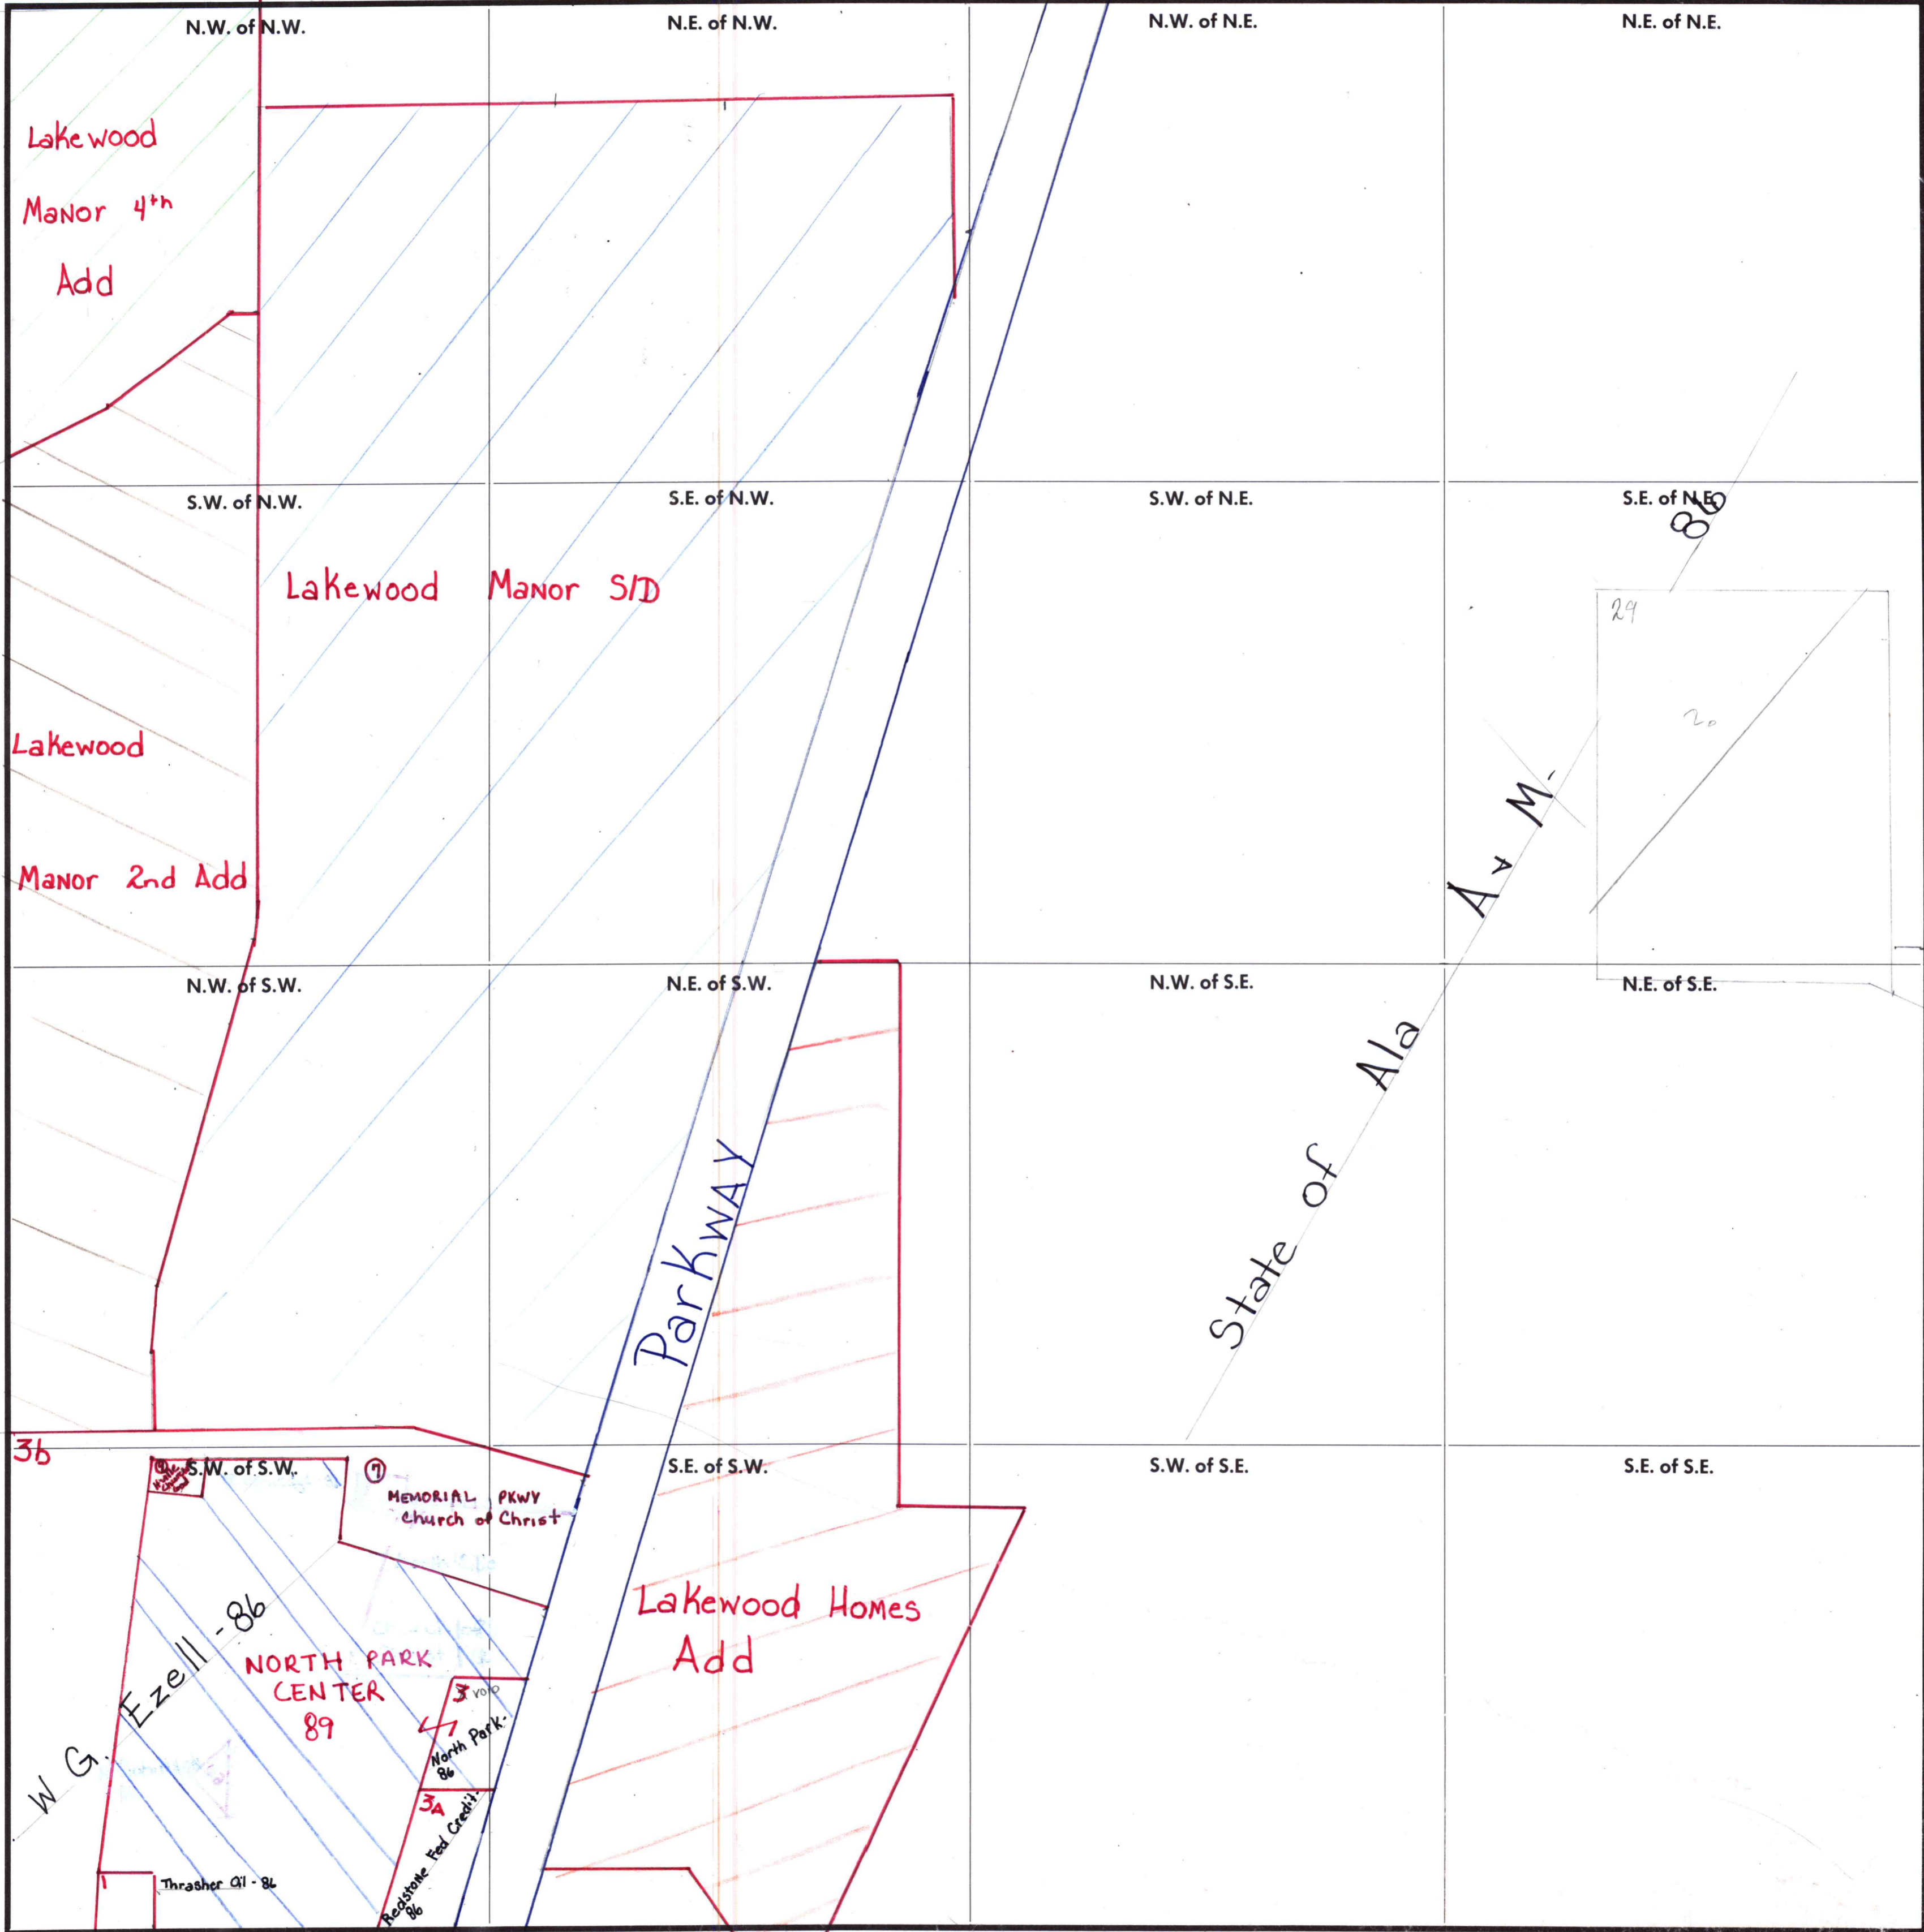 N.W. of N.W.
N.E. of N.W.
N.W. of N.E.
N.E. of N.E.
Lakewood
Manor 4th
Add
S.W. of N.W.
S.E. of N.W.
S.W. of N.E.
S.E. of N.E.
86
Lakewood Manor S/D
29
20
Lakewood
Manor 2nd Add
State of Ala A + M -
N.W. of S.W.
N.E. of S.W.
N.W. of S.E.
N.E. of S.E.
Parkway
3b
S.W. of S.W.
S.E. of S.W.
S.W. of S.E.
S.E. of S.E.
7
MEMORIAL PKWY
Church of Christ
Lakewood Homes
Add
W G. Ezell - 86
NORTH PARK
CENTER
89
3
North Park-
86
3A
Redstone Fed Credit-
86
1
Thrasher Oil - 86